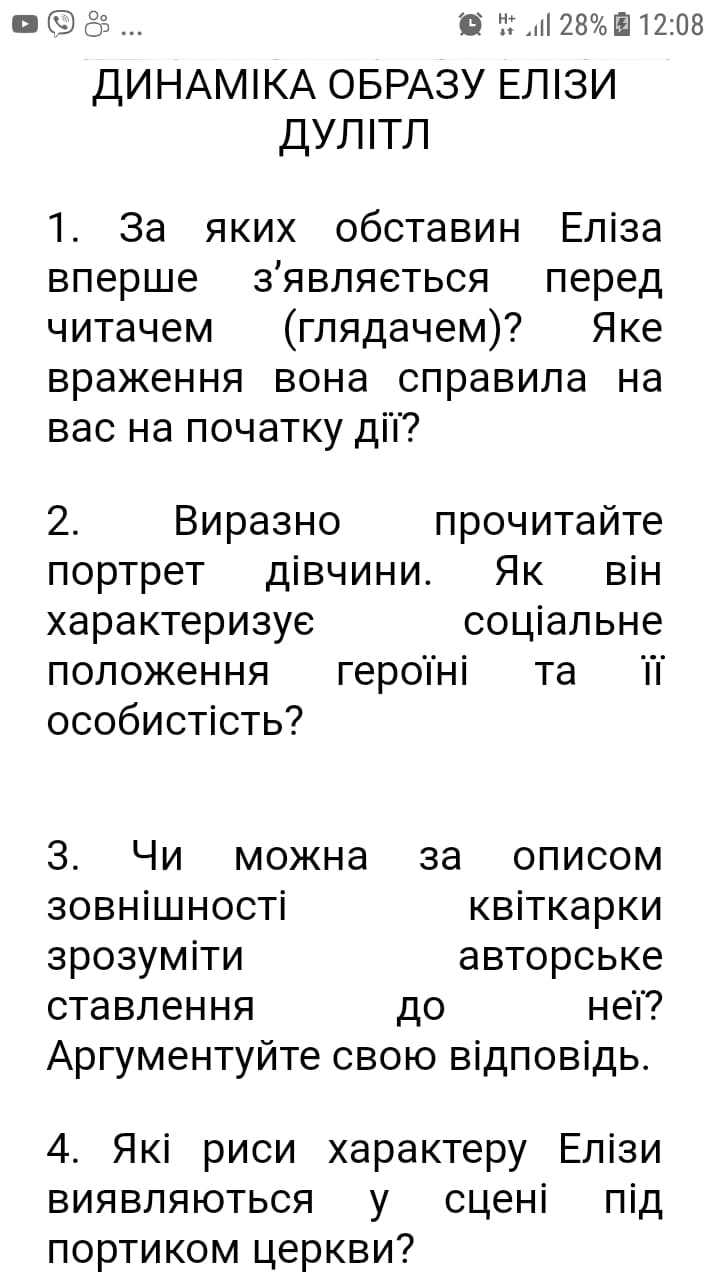 ... H+ 28% 12:08
ДИНАМІКА ОБРАЗУ ЕЛІЗИ
ДУЛІТЛ
1. За яких обставин Еліза
вперше з’являється перед
читачем (глядачем)? Яке
враження вона справила на
вас на початку дії?
2. Виразно прочитайте
портрет дівчини. Як він
характеризує соціальне
положення героїні та її
особистість?
3. Чи можна за описом
зовнішності квіткарки
зрозуміти авторське
ставлення до неї?
Аргументуйте свою відповідь.
4. Які риси характеру Елізи
виявляються у сцені під
портиком церкви?